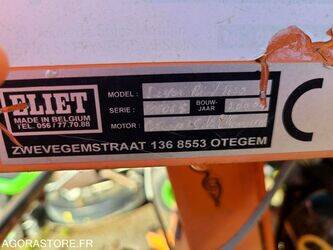 ELIET
MADE IN BELGIUM
TEL. 056 / 77.70.88
MODEL:
SERIE:
BOUW-
JAAR
MOTOR:
ZWEVEGEMSTRAAT 136 8553 OTEGEM
AGORASTORE.FR